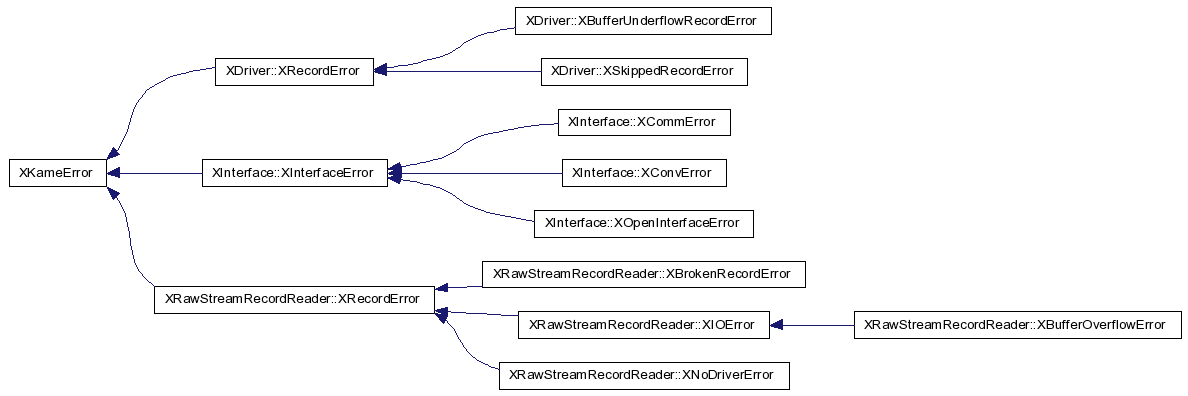 XDriver::XBufferUnderflowRecordError
XDriver::XRecordError
XDriver::XSkippedRecordError
XInterface::XCommError
XKameError
XInterface::XInterfaceError
XInterface::XConvError
XInterface::XOpenInterfaceError
XRawStreamRecordReader::XBrokenRecordError
XRawStreamRecordReader::XRecordError
XRawStreamRecordReader::XIOError
XRawStreamRecordReader::XBufferOverflowError
XRawStreamRecordReader::XNoDriverError